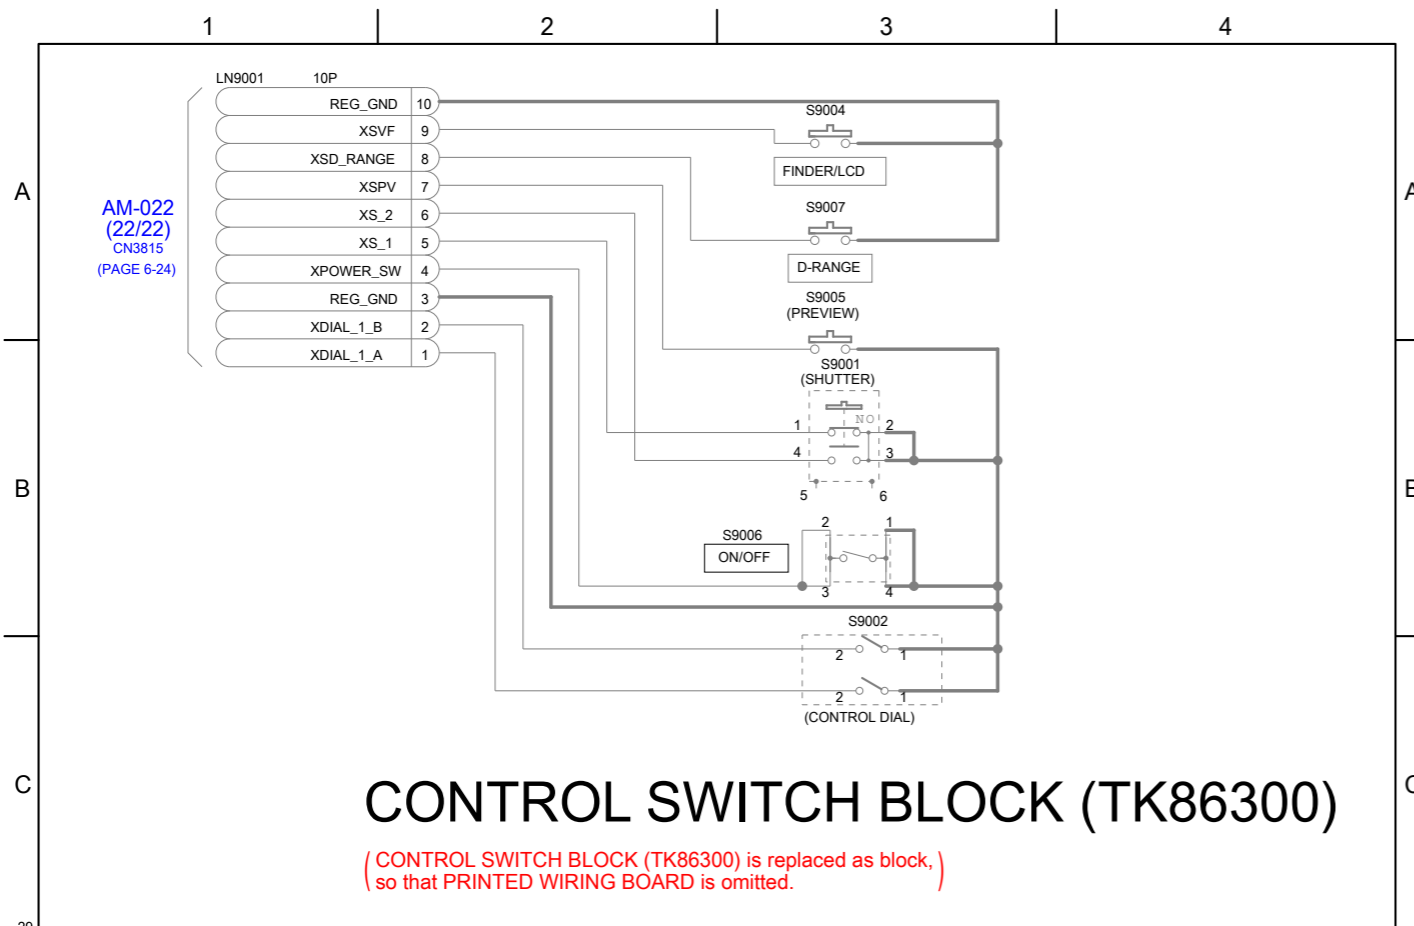 1 2 3 4
LN9001 10P
REG_GND 10
XSVF 9
XSD_RANGE 8
XSPV 7
XS_2 6
XS_1 5
XPOWER_SW 4
REG_GND 3
XDIAL_1_B 2
XDIAL_1_A 1
A
A
AM-022
(22/22)
CN3815
(PAGE 6-24)
S9004
FINDER/LCD
S9007
D-RANGE
S9005
(PREVIEW)
S9001
(SHUTTER)
NO
1 2
4 3
5 6
B
S9006
ON/OFF
2 1
3 4
S9002
2 1
2 1
(CONTROL DIAL)
C
CONTROL SWITCH BLOCK (TK86300)
CONTROL SWITCH BLOCK (TK86300) is replaced as block,
so that PRINTED WIRING BOARD is omitted.